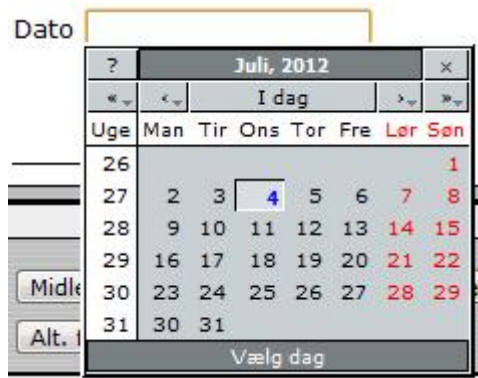 Dato
? Juli, 2012 ×
« ‹ I dag › »
Uge Man Tir Ons Tor Fre Lør Søn
26 1
27 2 3 4 5 6 7 8
28 9 10 11 12 13 14 15
29 16 17 18 19 20 21 22
30 23 24 25 26 27 28 29
31 30 31
Alt.
Vælg dag